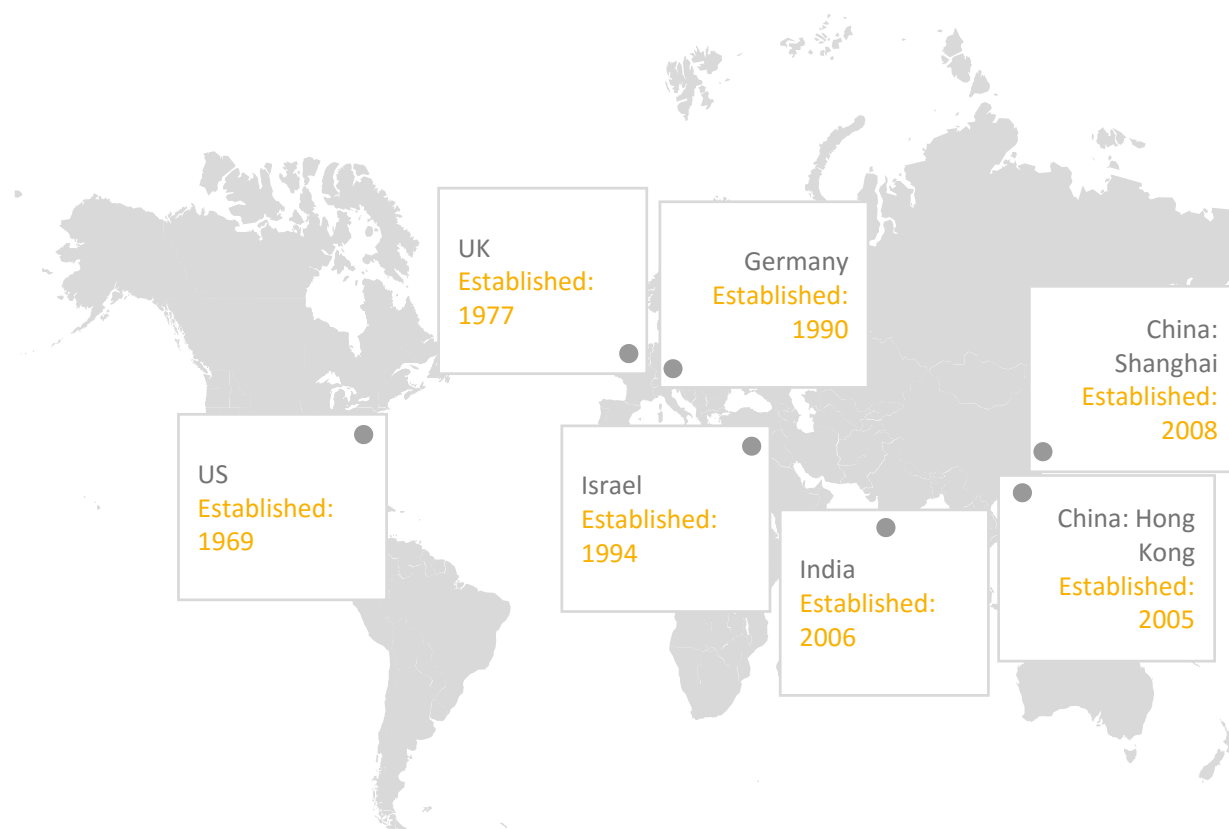 UK
Established:
1977
Germany
Established:
1990
China:
Shanghai
Established:
2008
US
Established:
1969
Israel
Established:
1994
China: Hong
Kong
Established:
2005
India
Established:
2006